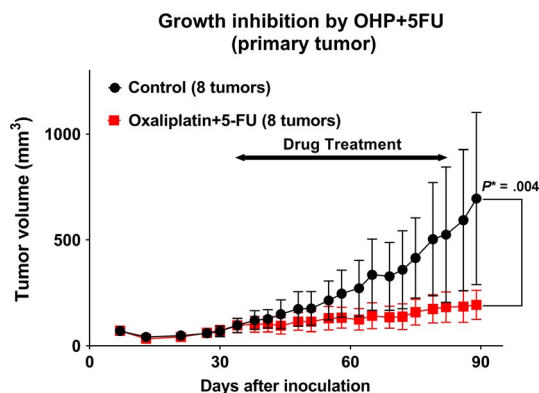 Growth inhibition by OHP+5FU
(primary tumor)
Control (8 tumors)
Oxaliplatin+5-FU (8 tumors)
Drug Treatment
P* = .004
Tumor volume (mm³)
1000
500
0
0 30 60 90
Days after inoculation